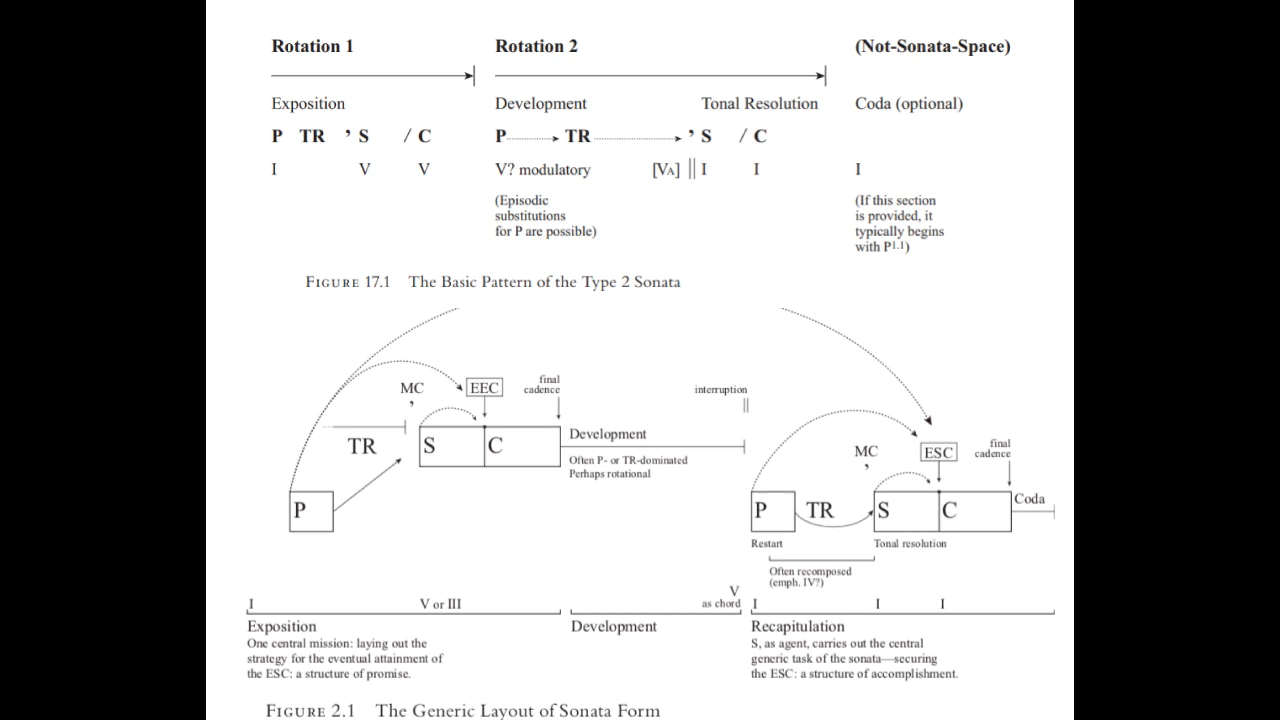 Rotation 1 Rotation 2 (Not-Sonata-Space)
Exposition Development Tonal Resolution Coda (optional)
P TR ’ S / C P TR ’ S / C
I V V V? modulatory [VA] || I I I
(Episodic
substitutions
for P are possible)
(If this section
is provided, it
typically begins
with P1.1)
FIGURE 17.1 The Basic Pattern of the Type 2 Sonata
MC
,
EEC
final
cadence
interruption
||
TR
S
C
Development
Often P- or TR-dominated
Perhaps rotational
P
MC
,
ESC
final
cadence
P TR S C Coda
Restart Tonal resolution
Often recomposed
(emph. IV?)
I V or III V
as chord I I I
Exposition Development Recapitulation
One central mission: laying out the
strategy for the eventual attainment of
the ESC: a structure of promise.
S, as agent, carries out the central
generic task of the sonata—securing
the ESC: a structure of accomplishment.
FIGURE 2.1 The Generic Layout of Sonata Form